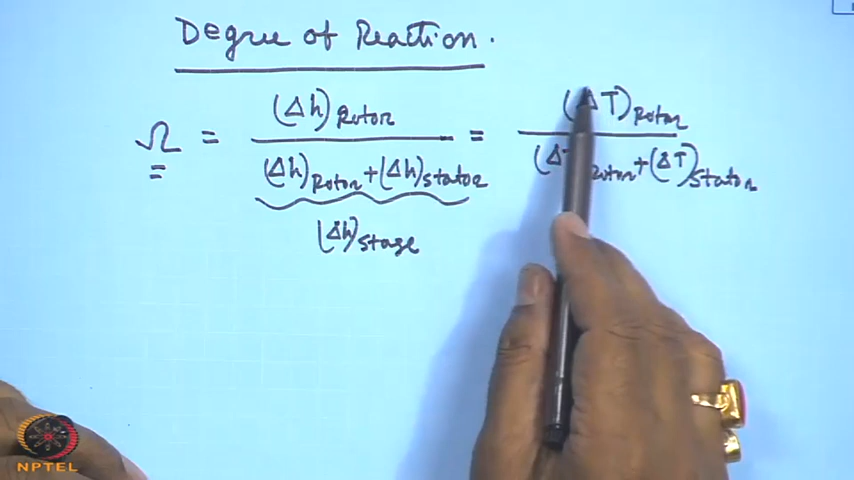 Degree of Reaction.
Ω = (Δh)Rotor / (Δh)Rotor + (Δh)Stator = (ΔT)Rotor / (ΔT)Rotor + (ΔT)Stator
(Δh)Stage
NPTEL